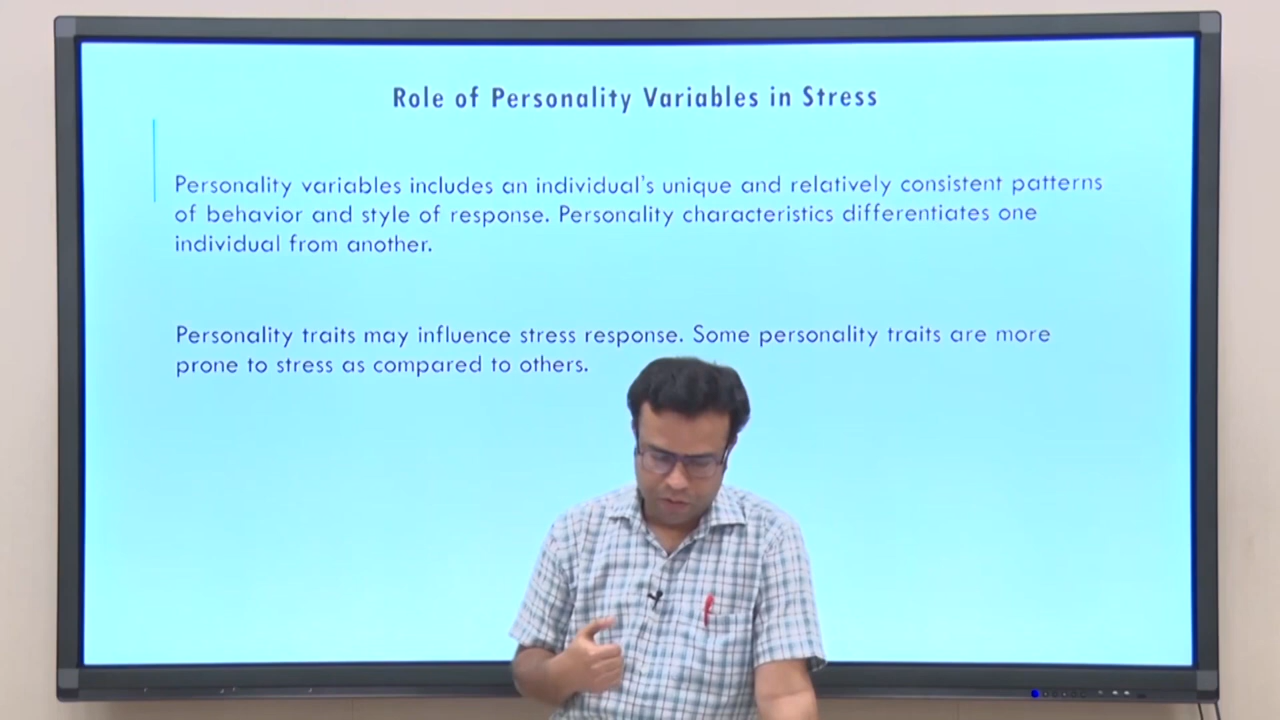 Role of Personality Variables in Stress
Personality variables includes an individual's unique and relatively consistent patterns
of behavior and style of response. Personality characteristics differentiates one
individual from another.
Personality traits may influence stress response. Some personality traits are more
prone to stress as compared to others.